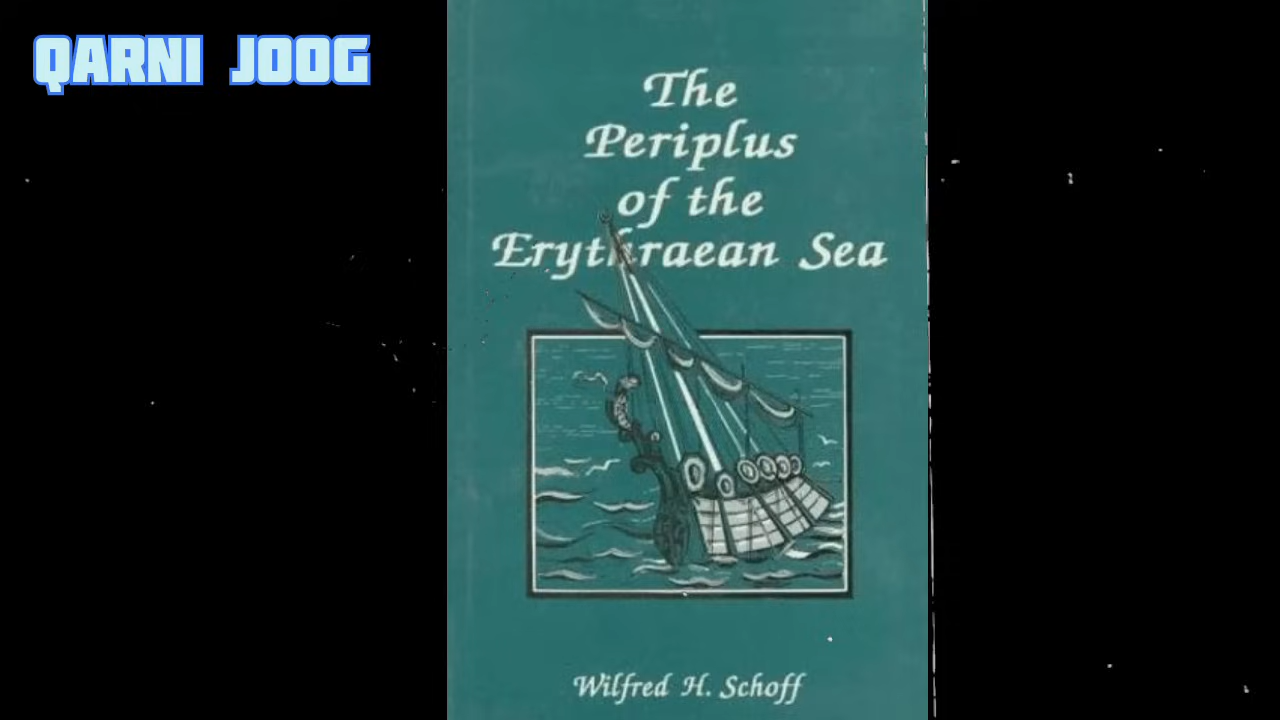 QARNI JOOG
The
Periplus
of the
Erythraean Sea
Wilfred H. Schoff